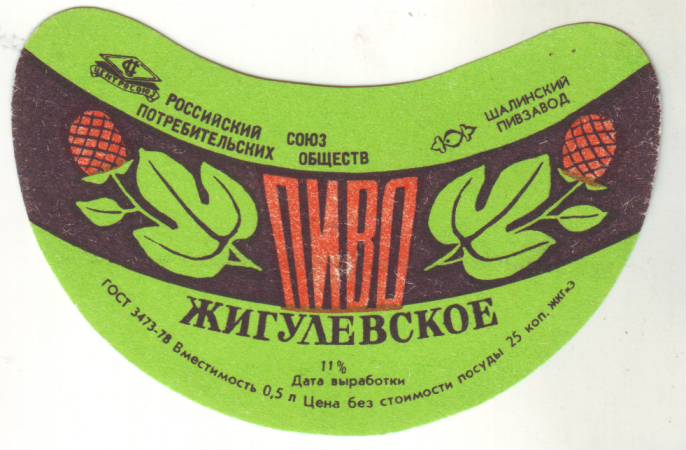 ЦЕНТРОСОЮЗ
РОССИЙСКИЙ СОЮЗ
ПОТРЕБИТЕЛЬСКИХ ОБЩЕСТВ
ШАЛИНСКИЙ
ПИВЗАВОД
ПИВО
ЖИГУЛЕВСКОЕ
11%
Дата выработки
ГОСТ 3473-78 Вместимость 0,5 л Цена без стоимости посуды 25 коп.